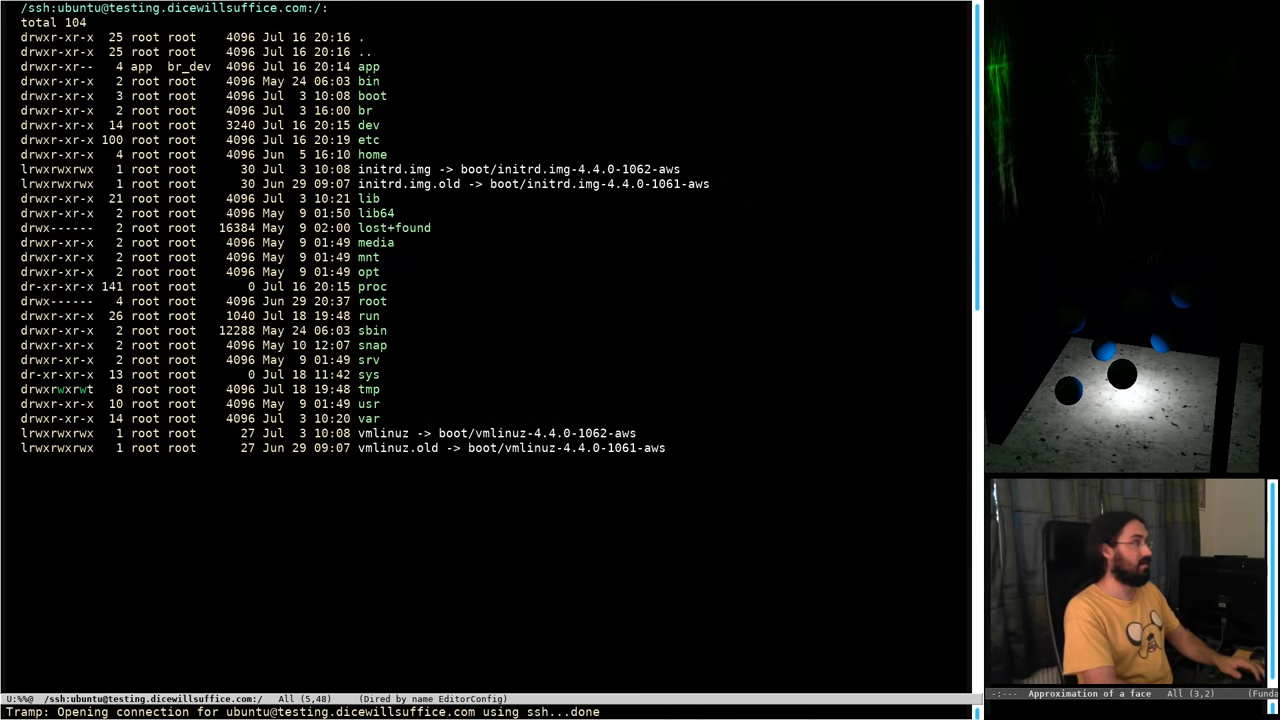 /ssh:ubuntu@testing.dicewillsuffice.com:/:
total 104
drwxr-xr-x  25 root root    4096 Jul 16 20:16 .
drwxr-xr-x  25 root root    4096 Jul 16 20:16 ..
drwxr-xr--   4 app  br_dev  4096 Jul 16 20:14 app
drwxr-xr-x   2 root root    4096 May 24 06:03 bin
drwxr-xr-x   3 root root    4096 Jul  3 10:08 boot
drwxr-xr-x   2 root root    4096 Jul  3 16:00 br
drwxr-xr-x  14 root root    3240 Jul 16 20:15 dev
drwxr-xr-x 100 root root    4096 Jul 16 20:19 etc
drwxr-xr-x   4 root root    4096 Jun  5 16:10 home
lrwxrwxrwx   1 root root      30 Jul  3 10:08 initrd.img -> boot/initrd.img-4.4.0-1062-aws
lrwxrwxrwx   1 root root      30 Jun 29 09:07 initrd.img.old -> boot/initrd.img-4.4.0-1061-aws
drwxr-xr-x  21 root root    4096 Jul  3 10:21 lib
drwxr-xr-x   2 root root    4096 May  9 01:50 lib64
drwx------   2 root root   16384 May  9 02:00 lost+found
drwxr-xr-x   2 root root    4096 May  9 01:49 media
drwxr-xr-x   2 root root    4096 May  9 01:49 mnt
drwxr-xr-x   2 root root    4096 May  9 01:49 opt
dr-xr-xr-x 141 root root       0 Jul 16 20:15 proc
drwx------   4 root root    4096 Jun 29 20:37 root
drwxr-xr-x  26 root root    1040 Jul 18 19:48 run
drwxr-xr-x   2 root root   12288 May 24 06:03 sbin
drwxr-xr-x   2 root root    4096 May 10 12:07 snap
drwxr-xr-x   2 root root    4096 May  9 01:49 srv
dr-xr-xr-x  13 root root       0 Jul 18 11:42 sys
drwxrwxrwt   8 root root    4096 Jul 18 19:48 tmp
drwxr-xr-x  10 root root    4096 May  9 01:49 usr
drwxr-xr-x  14 root root    4096 Jul  3 10:20 var
lrwxrwxrwx   1 root root      27 Jul  3 10:08 vmlinuz -> boot/vmlinuz-4.4.0-1062-aws
lrwxrwxrwx   1 root root      27 Jun 29 09:07 vmlinuz.old -> boot/vmlinuz-4.4.0-1061-aws
U:%%@  /ssh:ubuntu@testing.dicewillsuffice.com:/   All (5,48)     (Dired by name EditorConfig)
-:---  Approximation of a face   All (3,2)      (Funda
Tramp: Opening connection for ubuntu@testing.dicewillsuffice.com using ssh...done